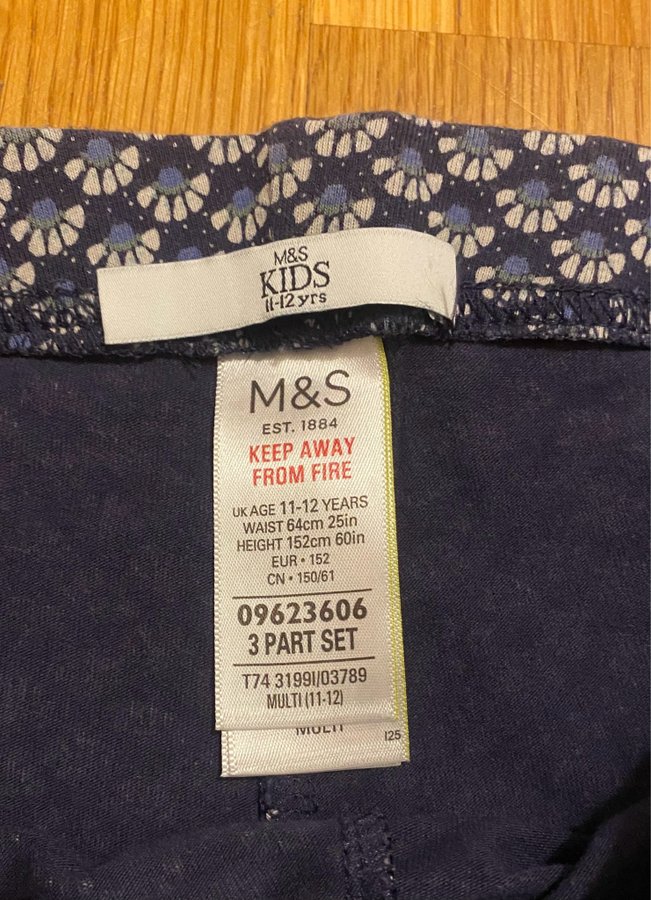 M&S
KIDS
11-12 yrs
M&S
EST. 1884
KEEP AWAY
FROM FIRE
UK AGE 11-12 YEARS
WAIST 64cm 25in
HEIGHT 152cm 60in
EUR • 152
CN • 150/61
09623606
3 PART SET
T74 3199I/03789
MULTI (11-12)
MULTI
I25